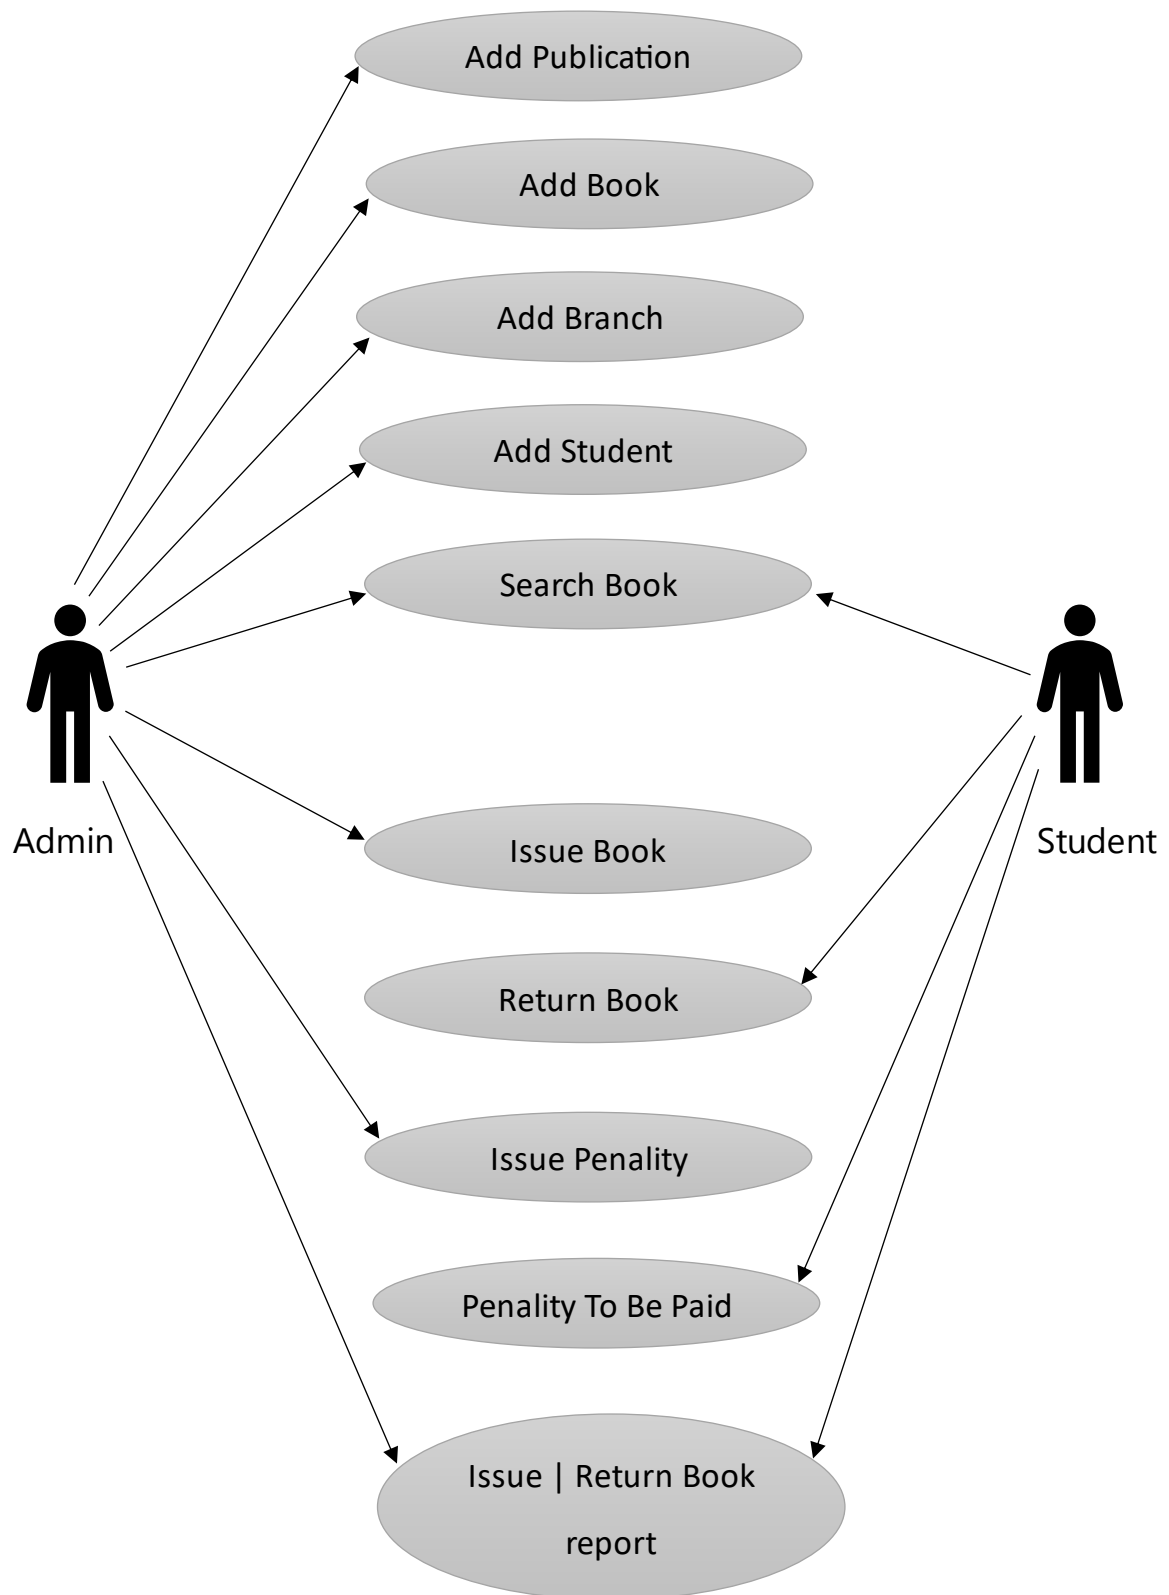 Add Publication
Add Book
Add Branch
Add Student
Search Book
Admin
Student
Issue Book
Return Book
Issue Penality
Penality To Be Paid
Issue | Return Book
report